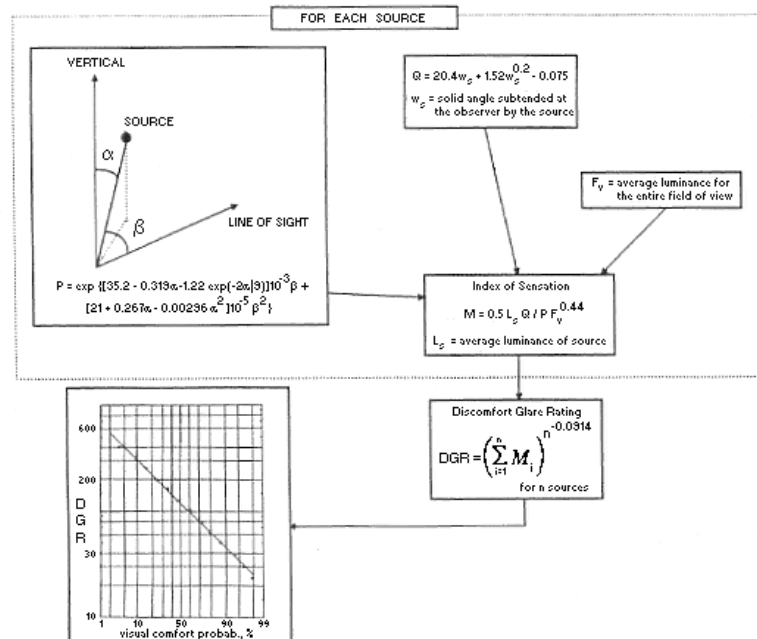 FOR EACH SOURCE
VERTICAL
SOURCE
α
β
LINE OF SIGHT
P = exp {[35.2 - 0.319α-1.22 exp(-2α|9)]10^-3 β +
[21 + 0.267α - 0.00296 α^2 ]10^-5 β^2}
Q = 20.4w_s + 1.52w_s^0.2 - 0.075
w_s = solid angle subtended at
the observer by the source
F_v = average luminance for
the entire field of view
Index of Sensation
M = 0.5 L_s Q / P F_v^0.44
L_s = average luminance of source
Discomfort Glare Rating
DGR = (∑_{i=1}^{n} M_i)^{n^{-0.0914}}
for n sources
600
200
D
G
R
30
10
1 10 50 90 99
visual comfort probab., %